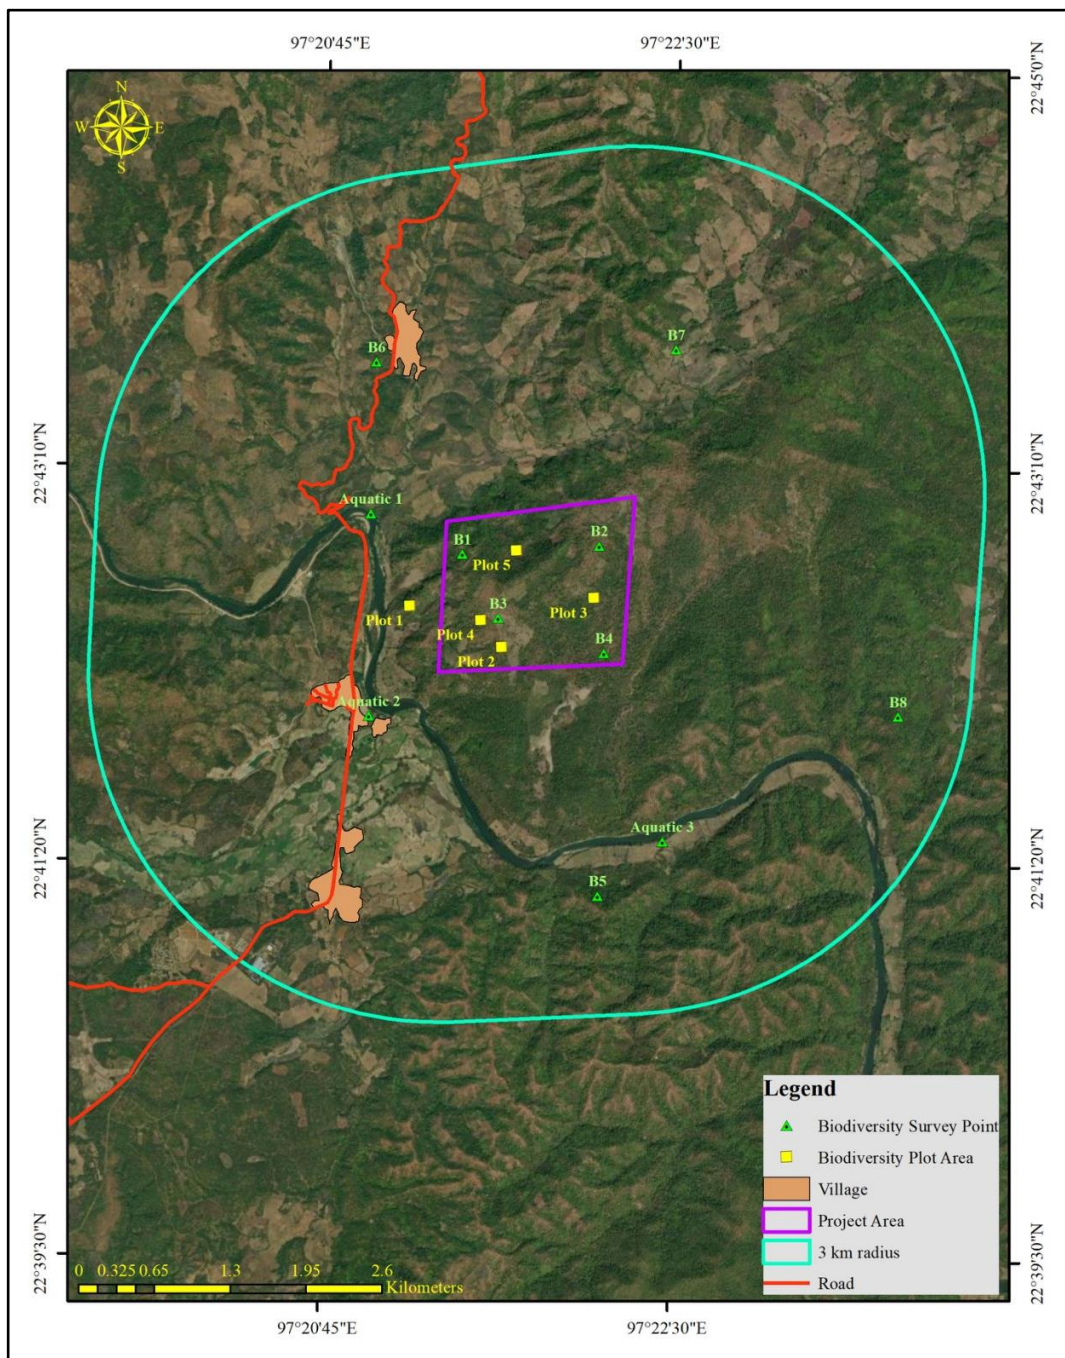 97°20'45"E
97°22'30"E
22°45'0"N
N
W
E
S
B7
B6
22°43'10"N
22°43'10"N
Aquatic 1
B1
B2
Plot 5
Plot 1
B3
Plot 3
Plot 4
B4
Plot 2
Aquatic 2
B8
Aquatic 3
22°41'20"N
22°41'20"N
B5
Legend
Biodiversity Survey Point
Biodiversity Plot Area
Village
Project Area
3 km radius
Road
22°39'30"N
22°39'30"N
0 0.325 0.65 1.3 1.95 2.6
Kilometers
97°20'45"E
97°22'30"E